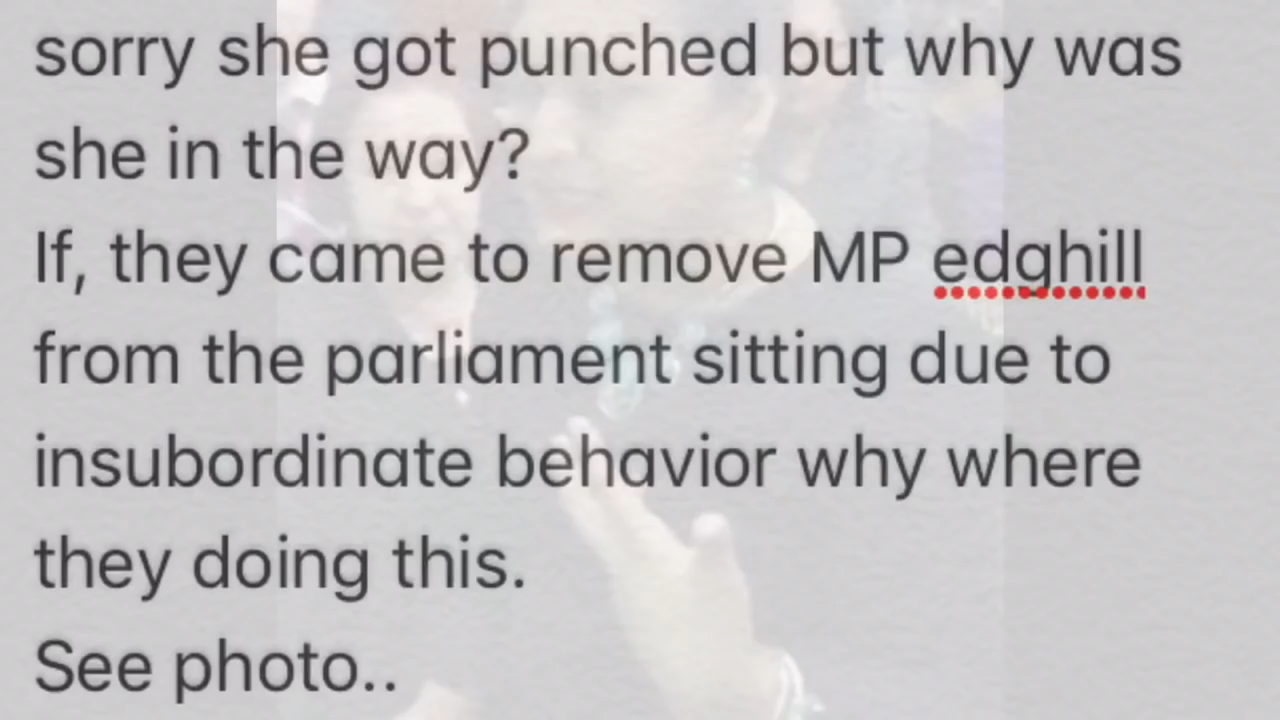 sorry she got punched but why was
she in the way?
If, they came to remove MP edghill
from the parliament sitting due to
insubordinate behavior why where
they doing this.
See photo..